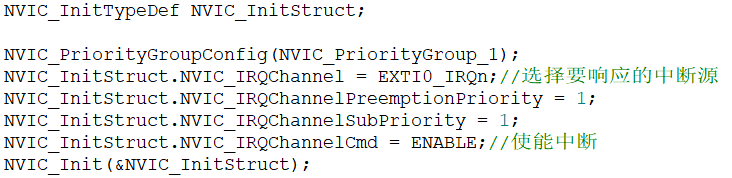 NVIC_InitTypeDef NVIC_InitStruct;
NVIC_PriorityGroupConfig(NVIC_PriorityGroup_1);
NVIC_InitStruct.NVIC_IRQChannel = EXTI0_IRQn;//选择要响应的中断源
NVIC_InitStruct.NVIC_IRQChannelPreemptionPriority = 1;
NVIC_InitStruct.NVIC_IRQChannelSubPriority = 1;
NVIC_InitStruct.NVIC_IRQChannelCmd = ENABLE;//使能中断
NVIC_Init(&NVIC_InitStruct);